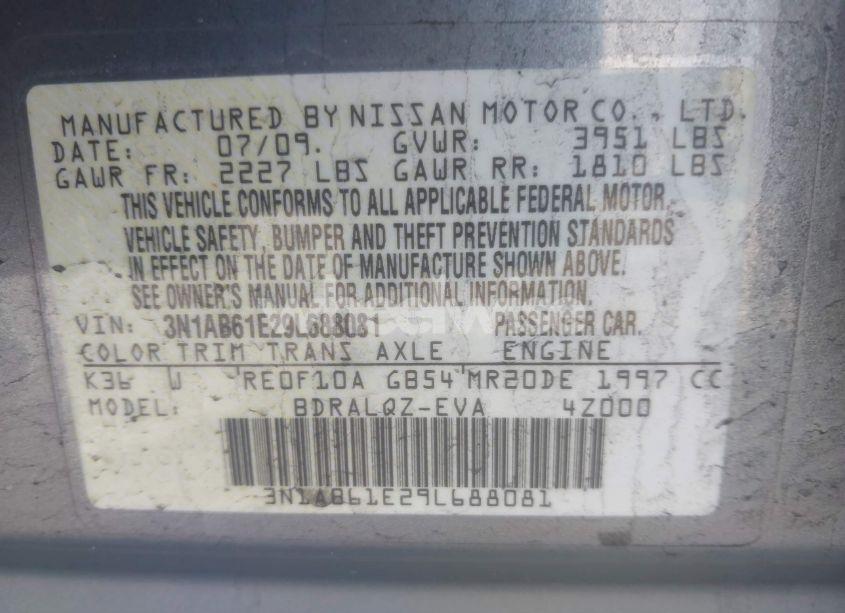 MANUFACTURED BY NISSAN MOTOR CO., LTD.
DATE: 07/09. GVWR: 3951 LBS
GAWR FR: 2227 LBS GAWR RR: 1810 LBS
THIS VEHICLE CONFORMS TO ALL APPLICABLE FEDERAL MOTOR
VEHICLE SAFETY, BUMPER AND THEFT PREVENTION STANDARDS
IN EFFECT ON THE DATE OF MANUFACTURE SHOWN ABOVE.
SEE OWNER'S MANUAL FOR ADDITIONAL INFORMATION.
VIN: 3N1AB61E29L688081 PASSENGER CAR.
COLOR TRIM TRANS AXLE ENGINE
K36 W RE0F10A GB54 MR20DE 1997 CC
MODEL: BDRALQZ-EVA 4Z000
3N1AB61E29L688081